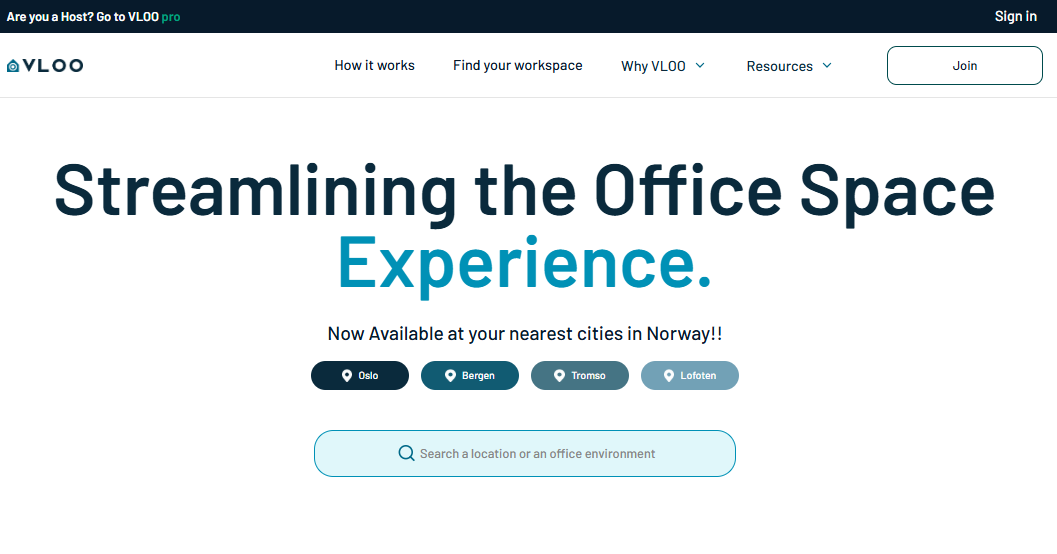 Are you a Host? Go to VLOO pro
Sign in
VLOO
How it works
Find your workspace
Why VLOO
Resources
Join
Streamlining the Office Space
Experience.
Now Available at your nearest cities in Norway!!
Oslo
Bergen
Tromso
Lofoten
Search a location or an office environment